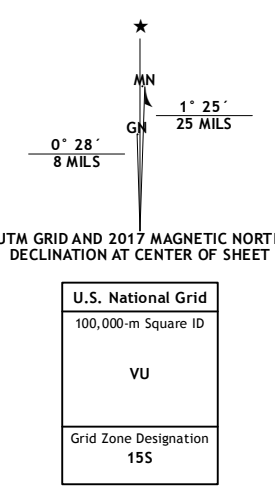 ★
MN
1° 25´
25 MILS
GN
0° 28´
8 MILS
UTM GRID AND 2017 MAGNETIC NORTH
DECLINATION AT CENTER OF SHEET
U.S. National Grid
100,000-m Square ID
VU
Grid Zone Designation
15S